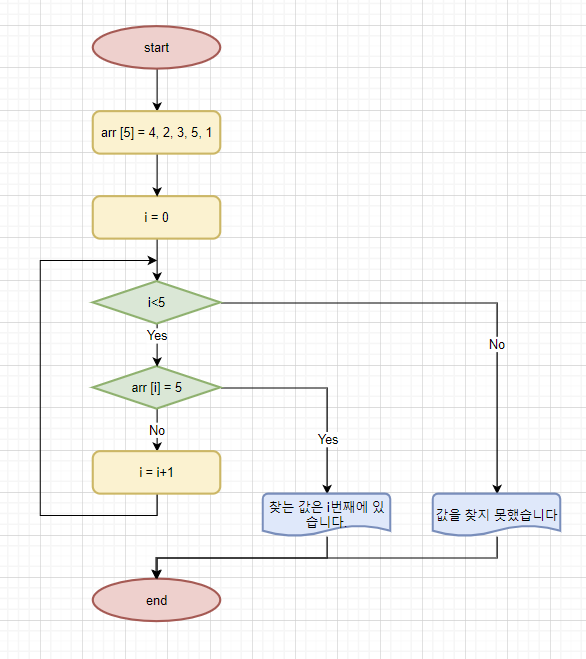 start
arr [5] = 4, 2, 3, 5, 1
i = 0
i<5
Yes
No
arr [i] = 5
No
Yes
i = i+1
찾는 값은 i번째에 있
습니다.
값을 찾지 못했습니다
end